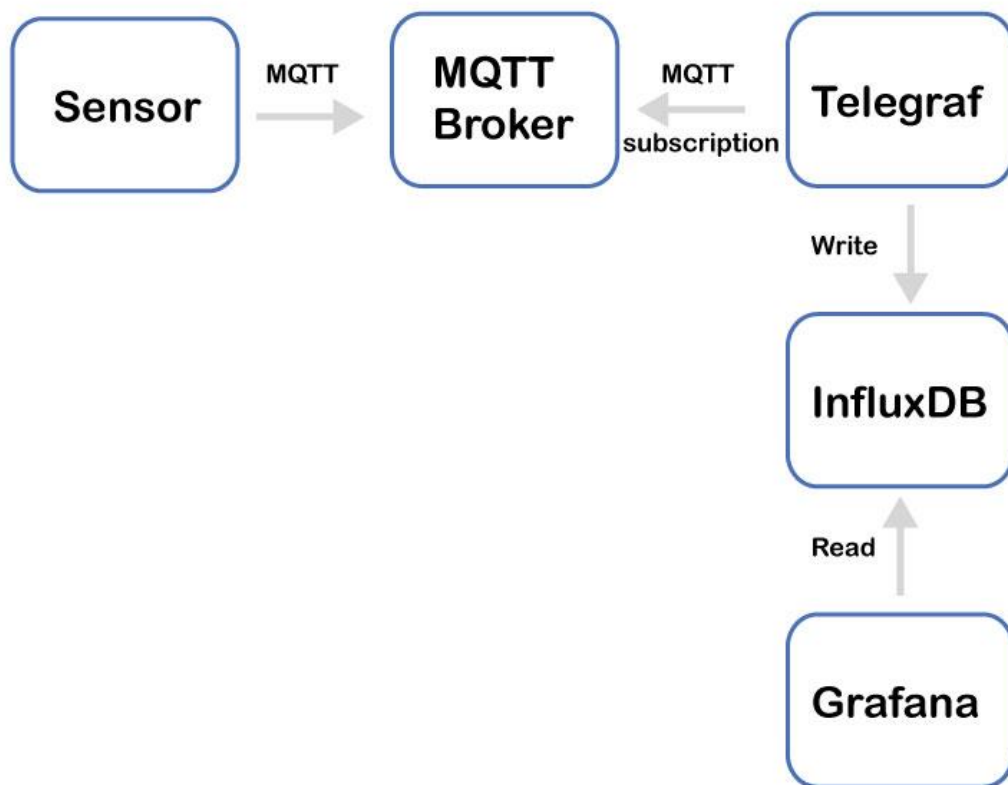 Sensor
MQTT
MQTT
Broker
MQTT
subscription
Telegraf
Write
InfluxDB
Read
Grafana